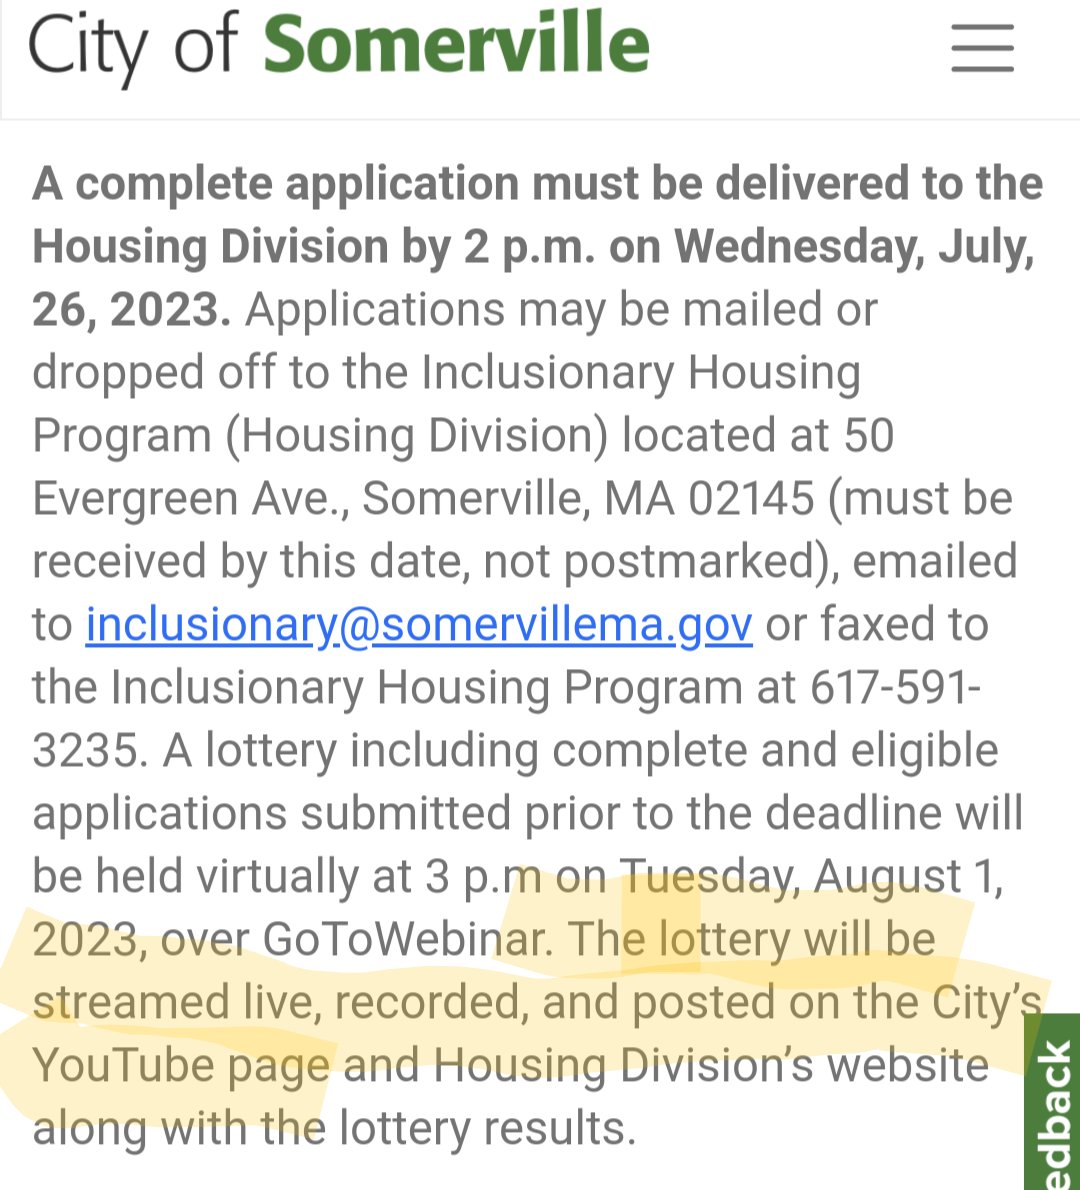 City of Somerville
A complete application must be delivered to the
Housing Division by 2 p.m. on Wednesday, July,
26, 2023. Applications may be mailed or
dropped off to the Inclusionary Housing
Program (Housing Division) located at 50
Evergreen Ave., Somerville, MA 02145 (must be
received by this date, not postmarked), emailed
to inclusionary@somervillema.gov or faxed to
the Inclusionary Housing Program at 617-591-
3235. A lottery including complete and eligible
applications submitted prior to the deadline will
be held virtually at 3 p.m on Tuesday, August 1,
2023, over GoToWebinar. The lottery will be
streamed live, recorded, and posted on the City’s
YouTube page and Housing Division’s website
along with the lottery results.
edback